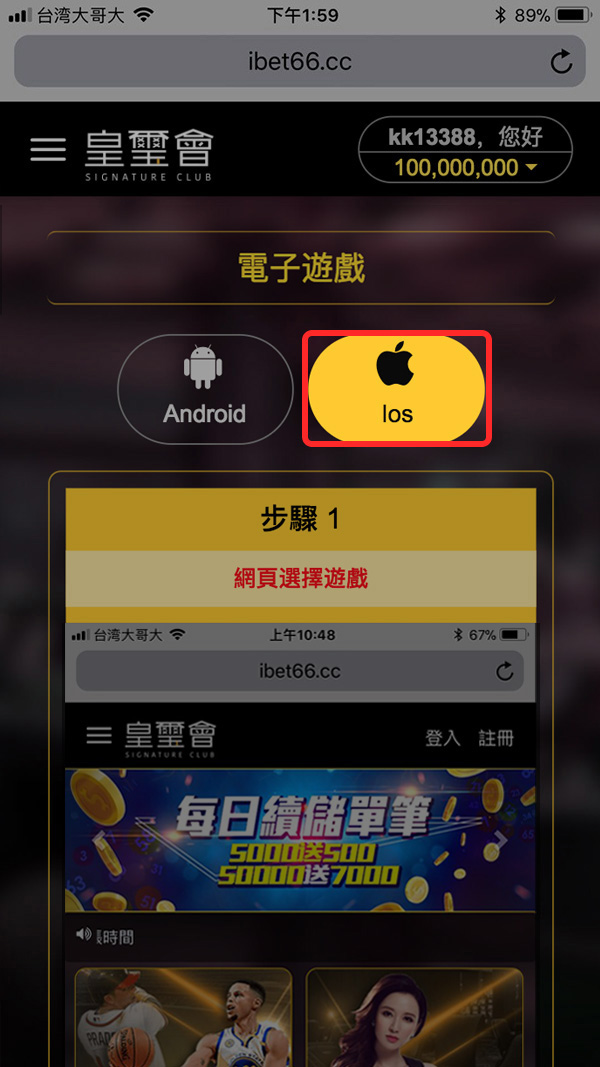 台湾大哥大 下午1:59 89%
ibet66.cc
皇璽會 kk13388，您好
SIGNATURE CLUB 100,000,000
電子遊戲
Android Ios
步驟 1
網頁選擇遊戲
台湾大哥大 上午10:48 67%
ibet66.cc
皇璽會 登入 註冊
SIGNATURE CLUB
每日續儲單筆
5000送500
50000送7000
時間